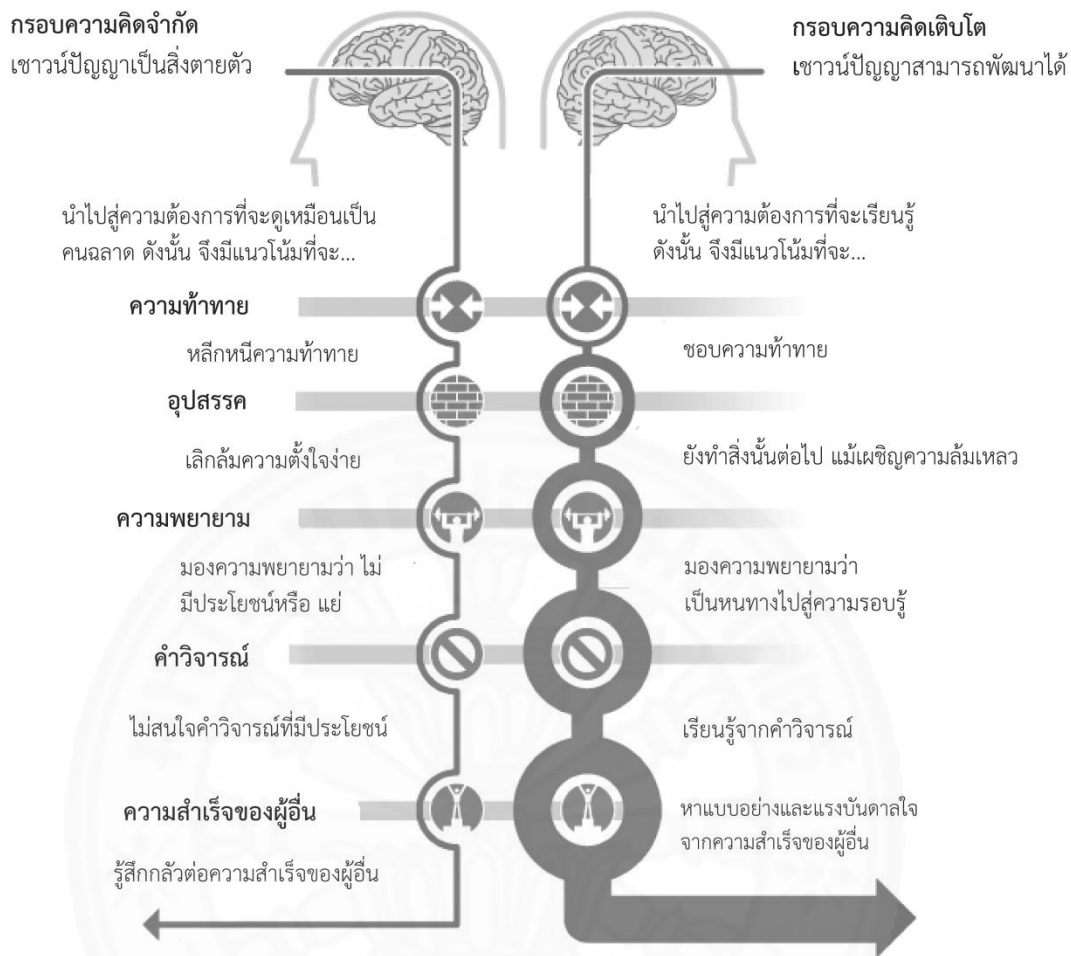 กรอบความคิดจำกัด
เชาวน์ปัญญาเป็นสิ่งตายตัว
กรอบความคิดเติบโต
เชาวน์ปัญญาสามารถพัฒนาได้
นำไปสู่ความต้องการที่จะดูเหมือนเป็น
คนฉลาด ดังนั้น จึงมีแนวโน้มที่จะ...
นำไปสู่ความต้องการที่จะเรียนรู้
ดังนั้น จึงมีแนวโน้มที่จะ...
ความท้าทาย
หลีกหนีความท้าทาย
ชอบความท้าทาย
อุปสรรค
เลิกล้มความตั้งใจง่าย
ยังทำสิ่งนั้นต่อไป แม้เผชิญความล้มเหลว
ความพยายาม
มองความพยายามว่า ไม่
มีประโยชน์หรือ แย่
มองความพยายามว่า
เป็นหนทางไปสู่ความรอบรู้
คำวิจารณ์
ไม่สนใจคำวิจารณ์ที่มีประโยชน์
เรียนรู้จากคำวิจารณ์
ความสำเร็จของผู้อื่น
รู้สึกกลัวต่อความสำเร็จของผู้อื่น
หาแบบอย่างและแรงบันดาลใจ
จากความสำเร็จของผู้อื่น